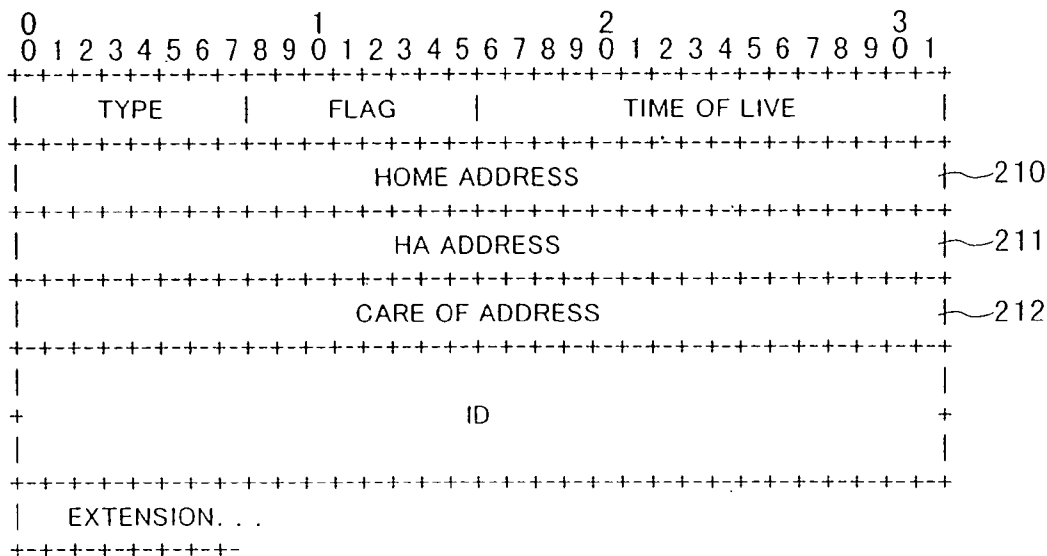 0 1 2 3
0 1 2 3 4 5 6 7 8 9 0 1 2 3 4 5 6 7 8 9 0 1 2 3 4 5 6 7 8 9 0 1
+-+-+-+-+-+-+-+-+-+-+-+-+-+-+-+-+-+-+-+-+-+-+-+-+-+-+-+-+-+-+-+-+
| TYPE | FLAG | TIME OF LIVE |
+-+-+-+-+-+-+-+-+-+-+-+-+-+-+-+-+-+-+-+-+-+-+-+-+-+-+-+-+-+-+-+-+
| HOME ADDRESS | 210
+-+-+-+-+-+-+-+-+-+-+-+-+-+-+-+-+-+-+-+-+-+-+-+-+-+-+-+-+-+-+-+-+
| HA ADDRESS | 211
+-+-+-+-+-+-+-+-+-+-+-+-+-+-+-+-+-+-+-+-+-+-+-+-+-+-+-+-+-+-+-+-+
| CARE OF ADDRESS | 212
+-+-+-+-+-+-+-+-+-+-+-+-+-+-+-+-+-+-+-+-+-+-+-+-+-+-+-+-+-+-+-+-+
| |
+ ID +
| |
+-+-+-+-+-+-+-+-+-+-+-+-+-+-+-+-+-+-+-+-+-+-+-+-+-+-+-+-+-+-+-+-+
| EXTENSION. . .
+-+-+-+-+-+-+-+-